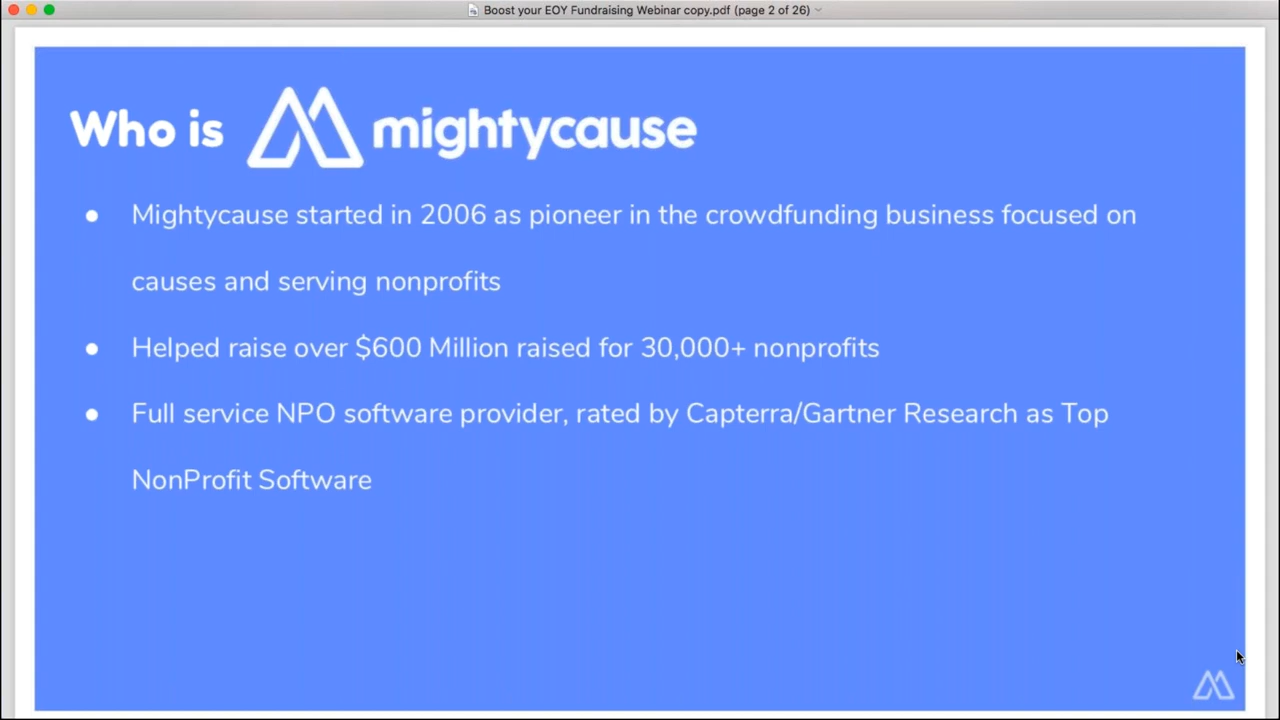 Boost your EOY Fundraising Webinar copy.pdf (page 2 of 26)
Who is mightycause
● Mightycause started in 2006 as pioneer in the crowdfunding business focused on
causes and serving nonprofits
● Helped raise over $600 Million raised for 30,000+ nonprofits
● Full service NPO software provider, rated by Capterra/Gartner Research as Top
NonProfit Software